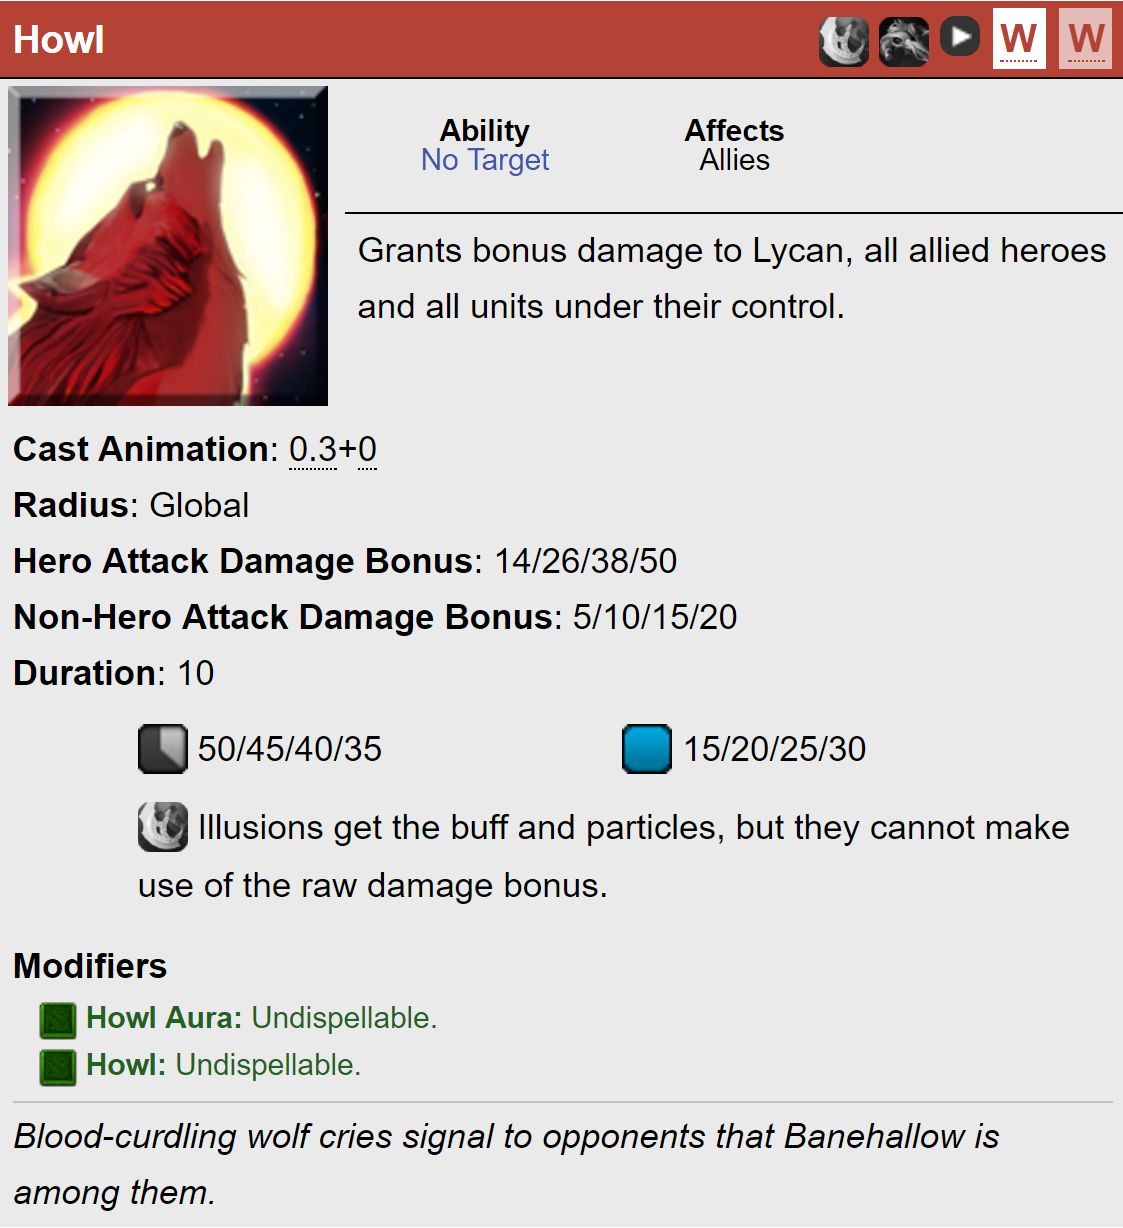 Howl
W W
Ability
No Target
Affects
Allies
Grants bonus damage to Lycan, all allied heroes
and all units under their control.
Cast Animation: 0.3+0
Radius: Global
Hero Attack Damage Bonus: 14/26/38/50
Non-Hero Attack Damage Bonus: 5/10/15/20
Duration: 10
50/45/40/35
15/20/25/30
Illusions get the buff and particles, but they cannot make
use of the raw damage bonus.
Modifiers
Howl Aura: Undispellable.
Howl: Undispellable.
Blood-curdling wolf cries signal to opponents that Banehallow is
among them.